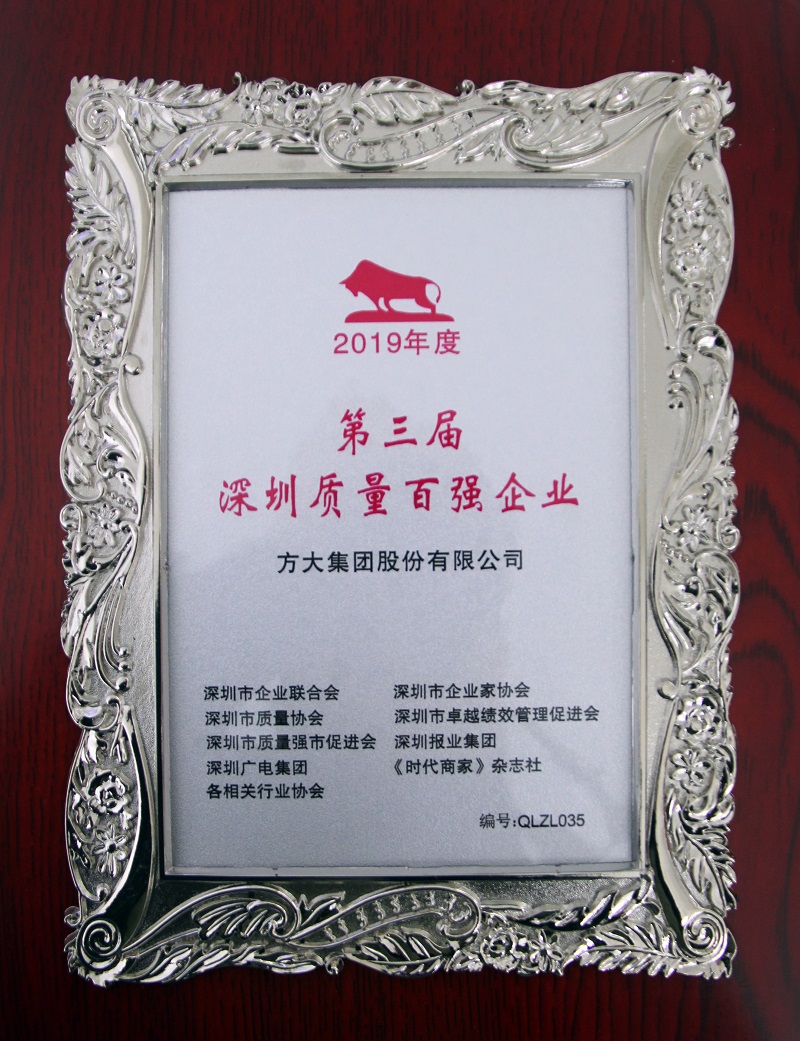 2019年度
第三届
深圳质量百强企业
方大集团股份有限公司
深圳市企业联合会 深圳市企业家协会
深圳市质量协会 深圳市卓越绩效管理促进会
深圳市质量强市促进会 深圳报业集团
深圳广电集团 《时代商家》杂志社
各相关行业协会
编号:QLZL035